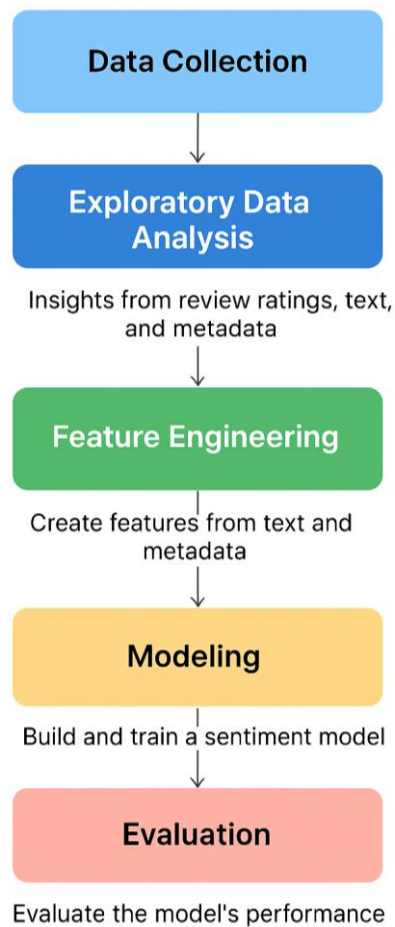 Data Collection
Exploratory Data
Analysis
Insights from review ratings, text,
and metadata
Feature Engineering
Create features from text and
metadata
Modeling
Build and train a sentiment model
Evaluation
Evaluate the model's performance